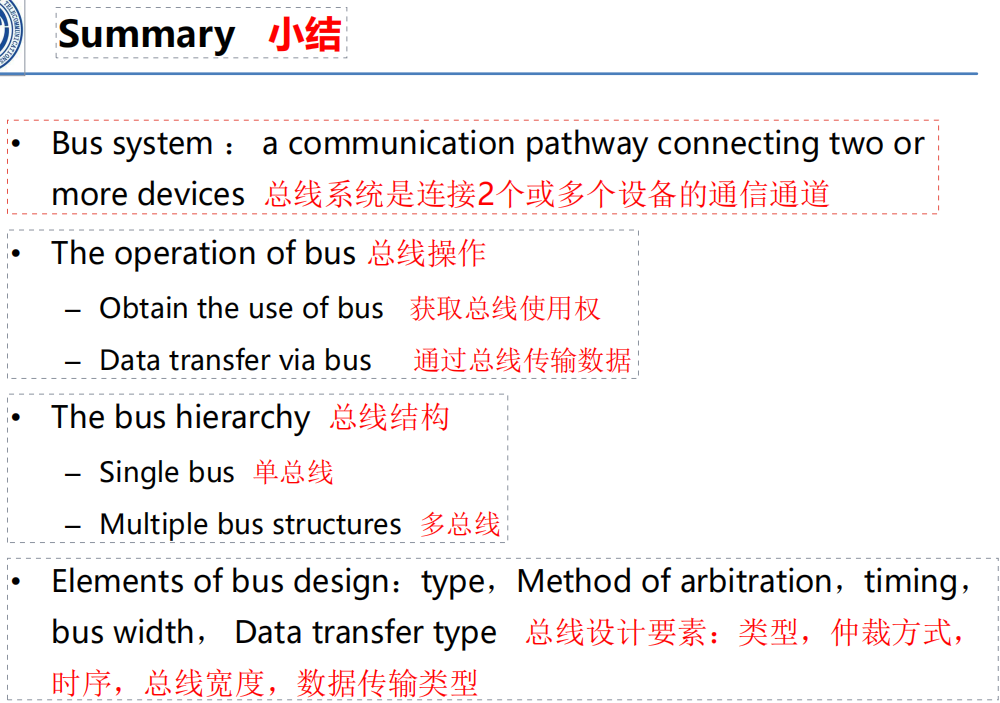 Summary 小结
• Bus system ： a communication pathway connecting two or
more devices 总线系统是连接2个或多个设备的通信通道
• The operation of bus 总线操作
– Obtain the use of bus 获取总线使用权
– Data transfer via bus 通过总线传输数据
• The bus hierarchy 总线结构
– Single bus 单总线
– Multiple bus structures 多总线
• Elements of bus design：type，Method of arbitration，timing，
bus width， Data transfer type 总线设计要素：类型，仲裁方式，
时序，总线宽度，数据传输类型